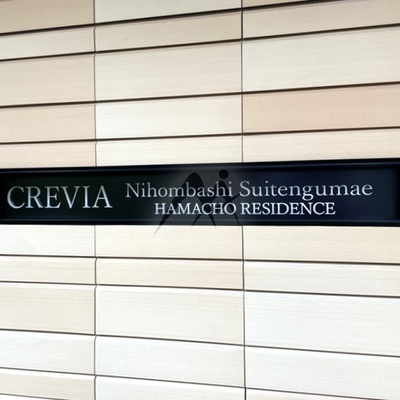 CREVIA Nihombashi Suitengumae
HAMACHO RESIDENCE